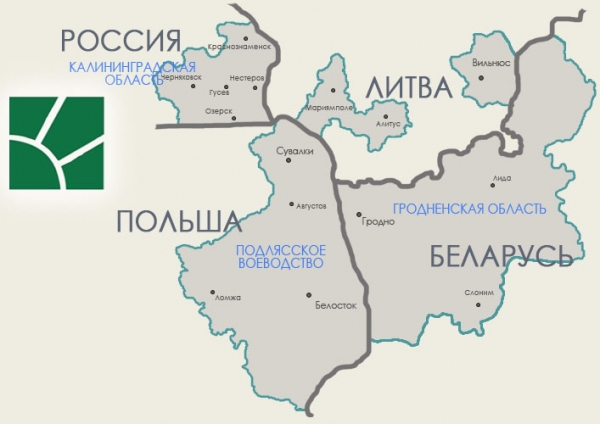 РОССИЯ
Краснознаменск
КАЛИНИНГРАДСКАЯ
ОБЛАСТЬ
Черняховск
Нестеров
Гусев
Озерск
Вильнюс
ЛИТВА
Мариямполе
Алитус
Сувалки
Лида
Августов
ГРОДНЕНСКАЯ ОБЛАСТЬ
Гродно
ПОЛЬША
ПОДЛЯССКОЕ
ВОЕВОДСТВО
БЕЛАРУСЬ
Ломжа
Белосток
Слоним